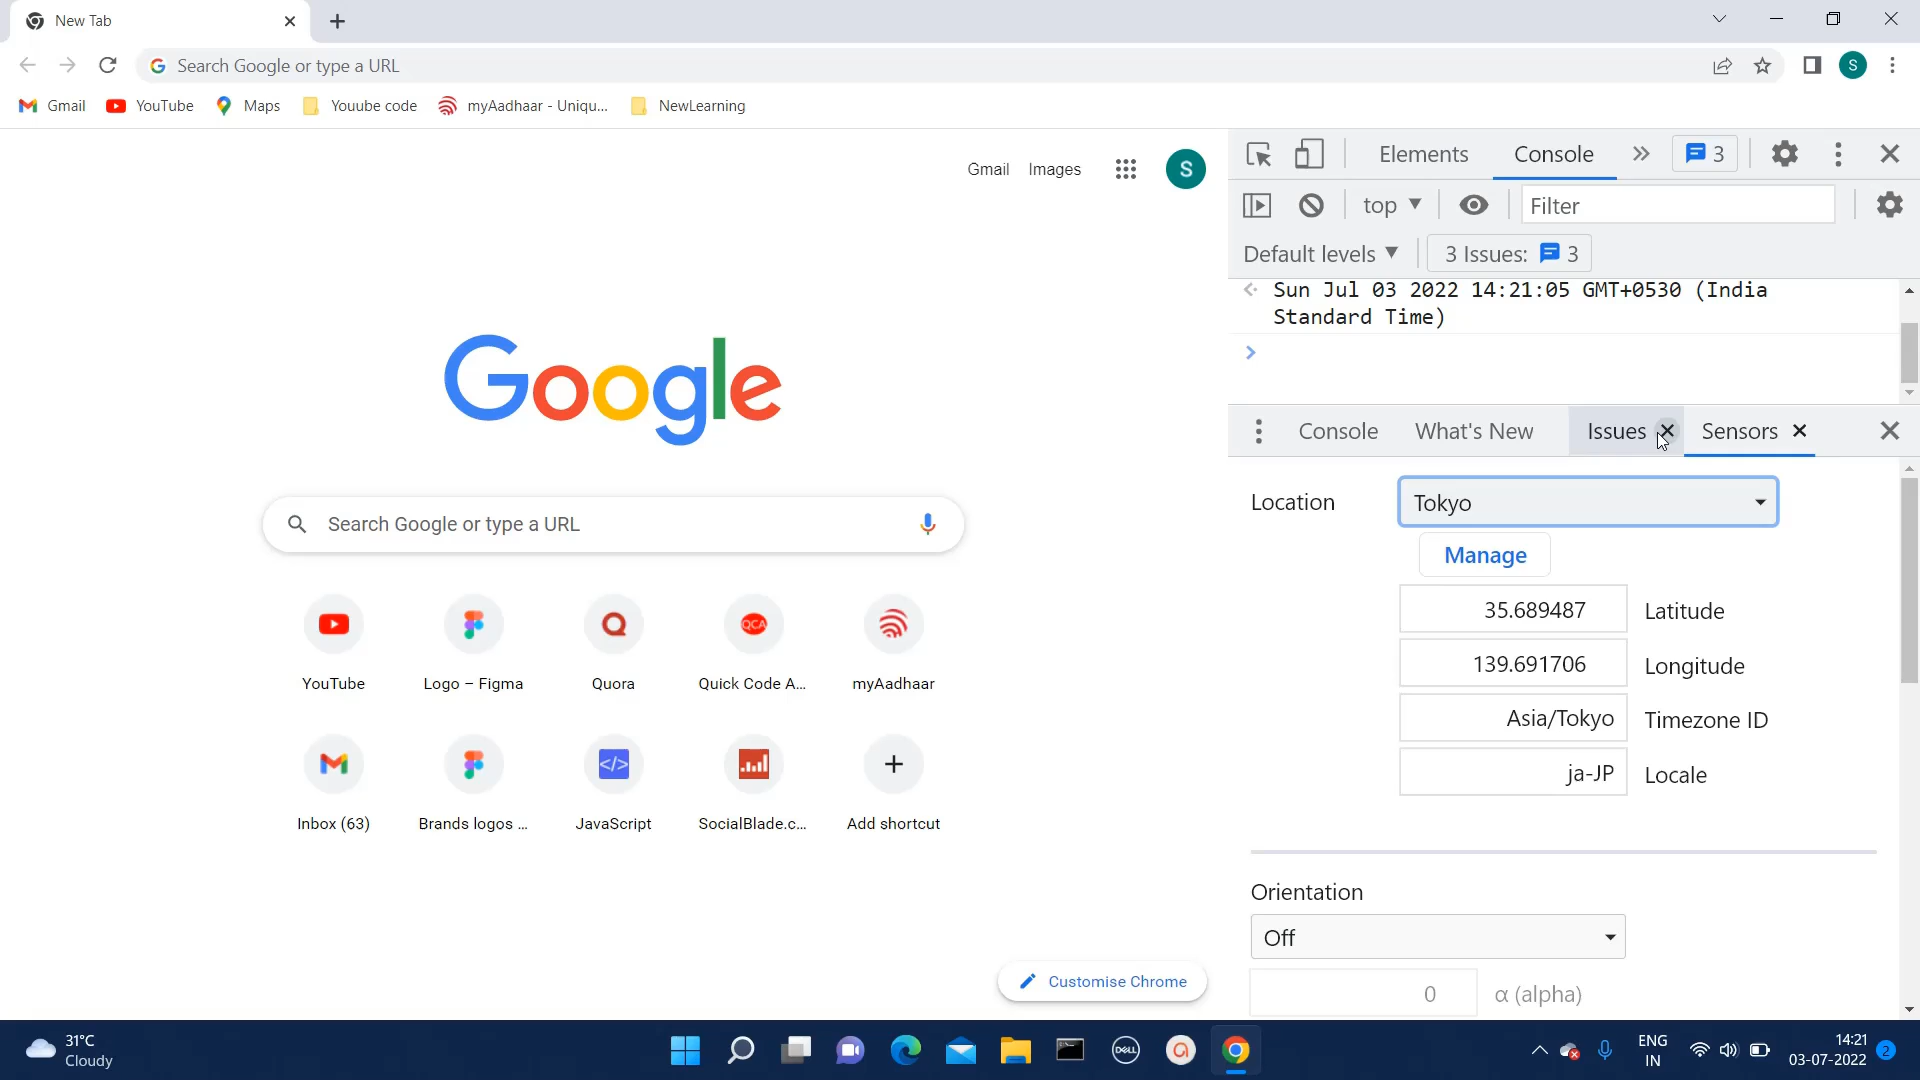 New Tab
Search Google or type a URL
S
Gmail
YouTube
Maps
Youube code
myAadhaar - Uniqu...
NewLearning
Gmail
Images
S
Google
Search Google or type a URL
YouTube
Logo – Figma
Quora
QCA
Quick Code A...
myAadhaar
Inbox (63)
Brands logos ...
</>
JavaScript
SocialBlade.c...
Add shortcut
Customise Chrome
Elements
Console
3
top
Filter
Default levels
3 Issues:
3
Sun Jul 03 2022 14:21:05 GMT+0530 (India
Standard Time)
Console
What's New
Issues
Sensors
Location
Tokyo
Manage
35.689487
Latitude
139.691706
Longitude
Asia/Tokyo
Timezone ID
ja-JP
Locale
Orientation
Off
0
α (alpha)
31°C
Cloudy
DELL
ENG
IN
14:21
03-07-2022
2